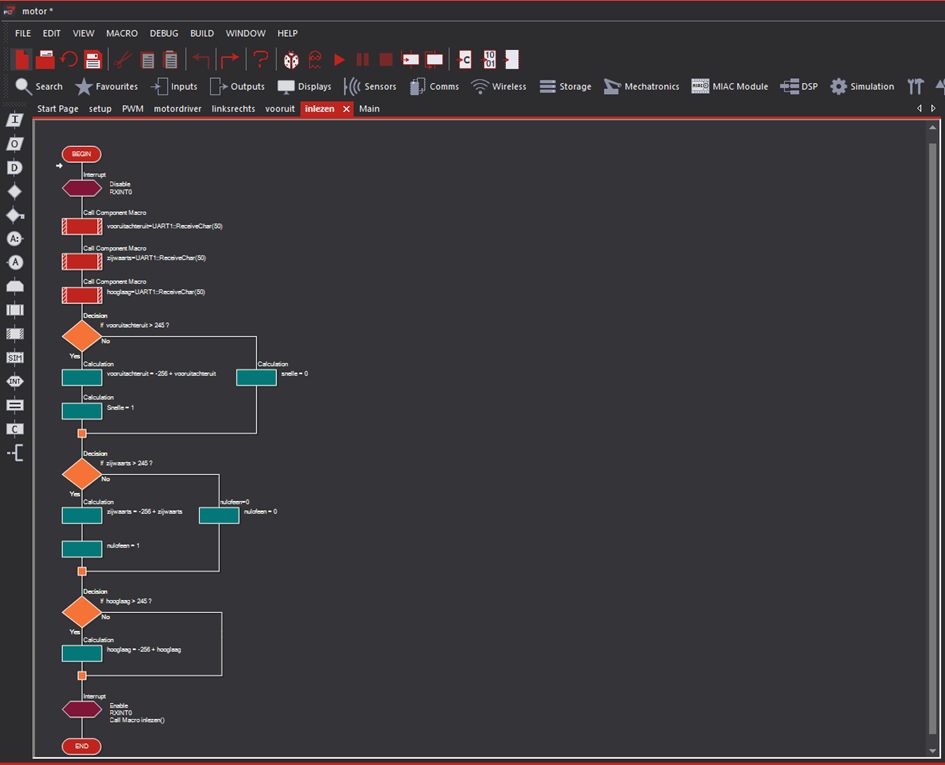 motor *
FILE EDIT VIEW MACRO DEBUG BUILD WINDOW HELP
Search Favourites Inputs Outputs Displays Sensors Comms Wireless Storage Mechatronics MIAC Module DSP Simulation
Start Page setup PWM motordriver linksrechts vooruit inlezen Main
BEGIN
Interrupt
Disable
RXINT0
Call Component Macro
vooruitachteruit=UART1::ReceiveChar(50)
Call Component Macro
zijwaarts=UART1::ReceiveChar(50)
Call Component Macro
hooglaag=UART1::ReceiveChar(50)
Decision
If vooruitachteruit > 245 ?
No
Yes
Calculation
vooruitachteruit = -256 + vooruitachteruit
Calculation
snelle = 0
Calculation
Snelle = 1
Decision
If zijwaarts > 245 ?
No
Yes
Calculation
zijwaarts = -256 + zijwaarts
nulofeen=0
nulofeen = 0
nulofeen = 1
Decision
If hooglaag > 245 ?
No
Yes
Calculation
hooglaag = -256 + hooglaag
Interrupt
Enable
RXINT0
Call Macro inlezen()
END
I
O
D
A:
A
SIM
INT
C
C
10
01